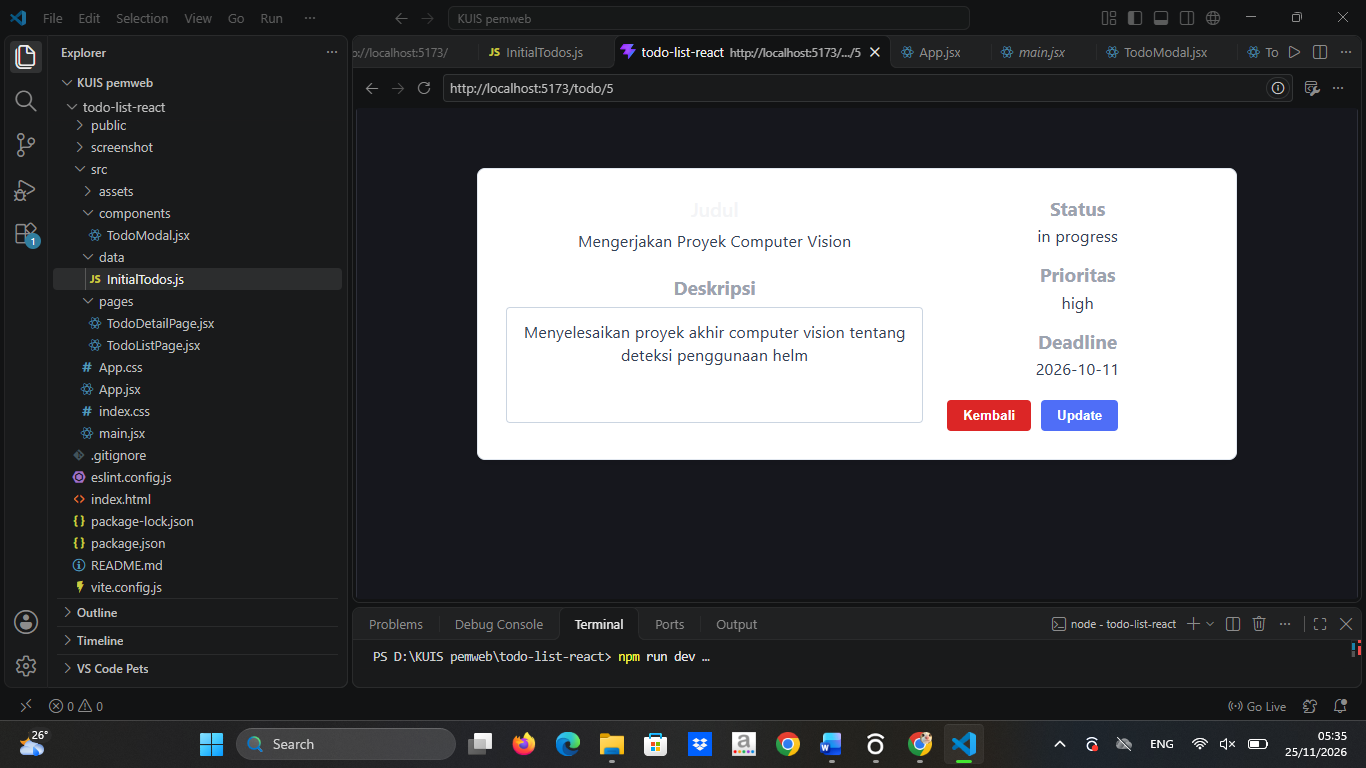 File Edit Selection View Go Run ···
KUIS pemweb
Explorer ···
KUIS pemweb
todo-list-react
public
screenshot
src
assets
components
TodoModal.jsx
data
JS InitialTodos.js
pages
TodoDetailPage.jsx
TodoListPage.jsx
# App.css
App.jsx
# index.css
main.jsx
.gitignore
eslint.config.js
<> index.html
{} package-lock.json
{} package.json
README.md
vite.config.js
Outline
Timeline
VS Code Pets
1
p://localhost:5173/
JS InitialTodos.js
todo-list-react http://localhost:5173/.../5
App.jsx
main.jsx
TodoModal.jsx
To
http://localhost:5173/todo/5
Judul
Mengerjakan Proyek Computer Vision
Deskripsi
Menyelesaikan proyek akhir computer vision tentang
deteksi penggunaan helm
Status
in progress
Prioritas
high
Deadline
2026-10-11
Kembali Update
Problems Debug Console Terminal Ports Output
node - todo-list-react
PS D:\KUIS pemweb\todo-list-react> npm run dev …
0 0
Go Live
26°
Search
ENG
05:35
25/11/2026